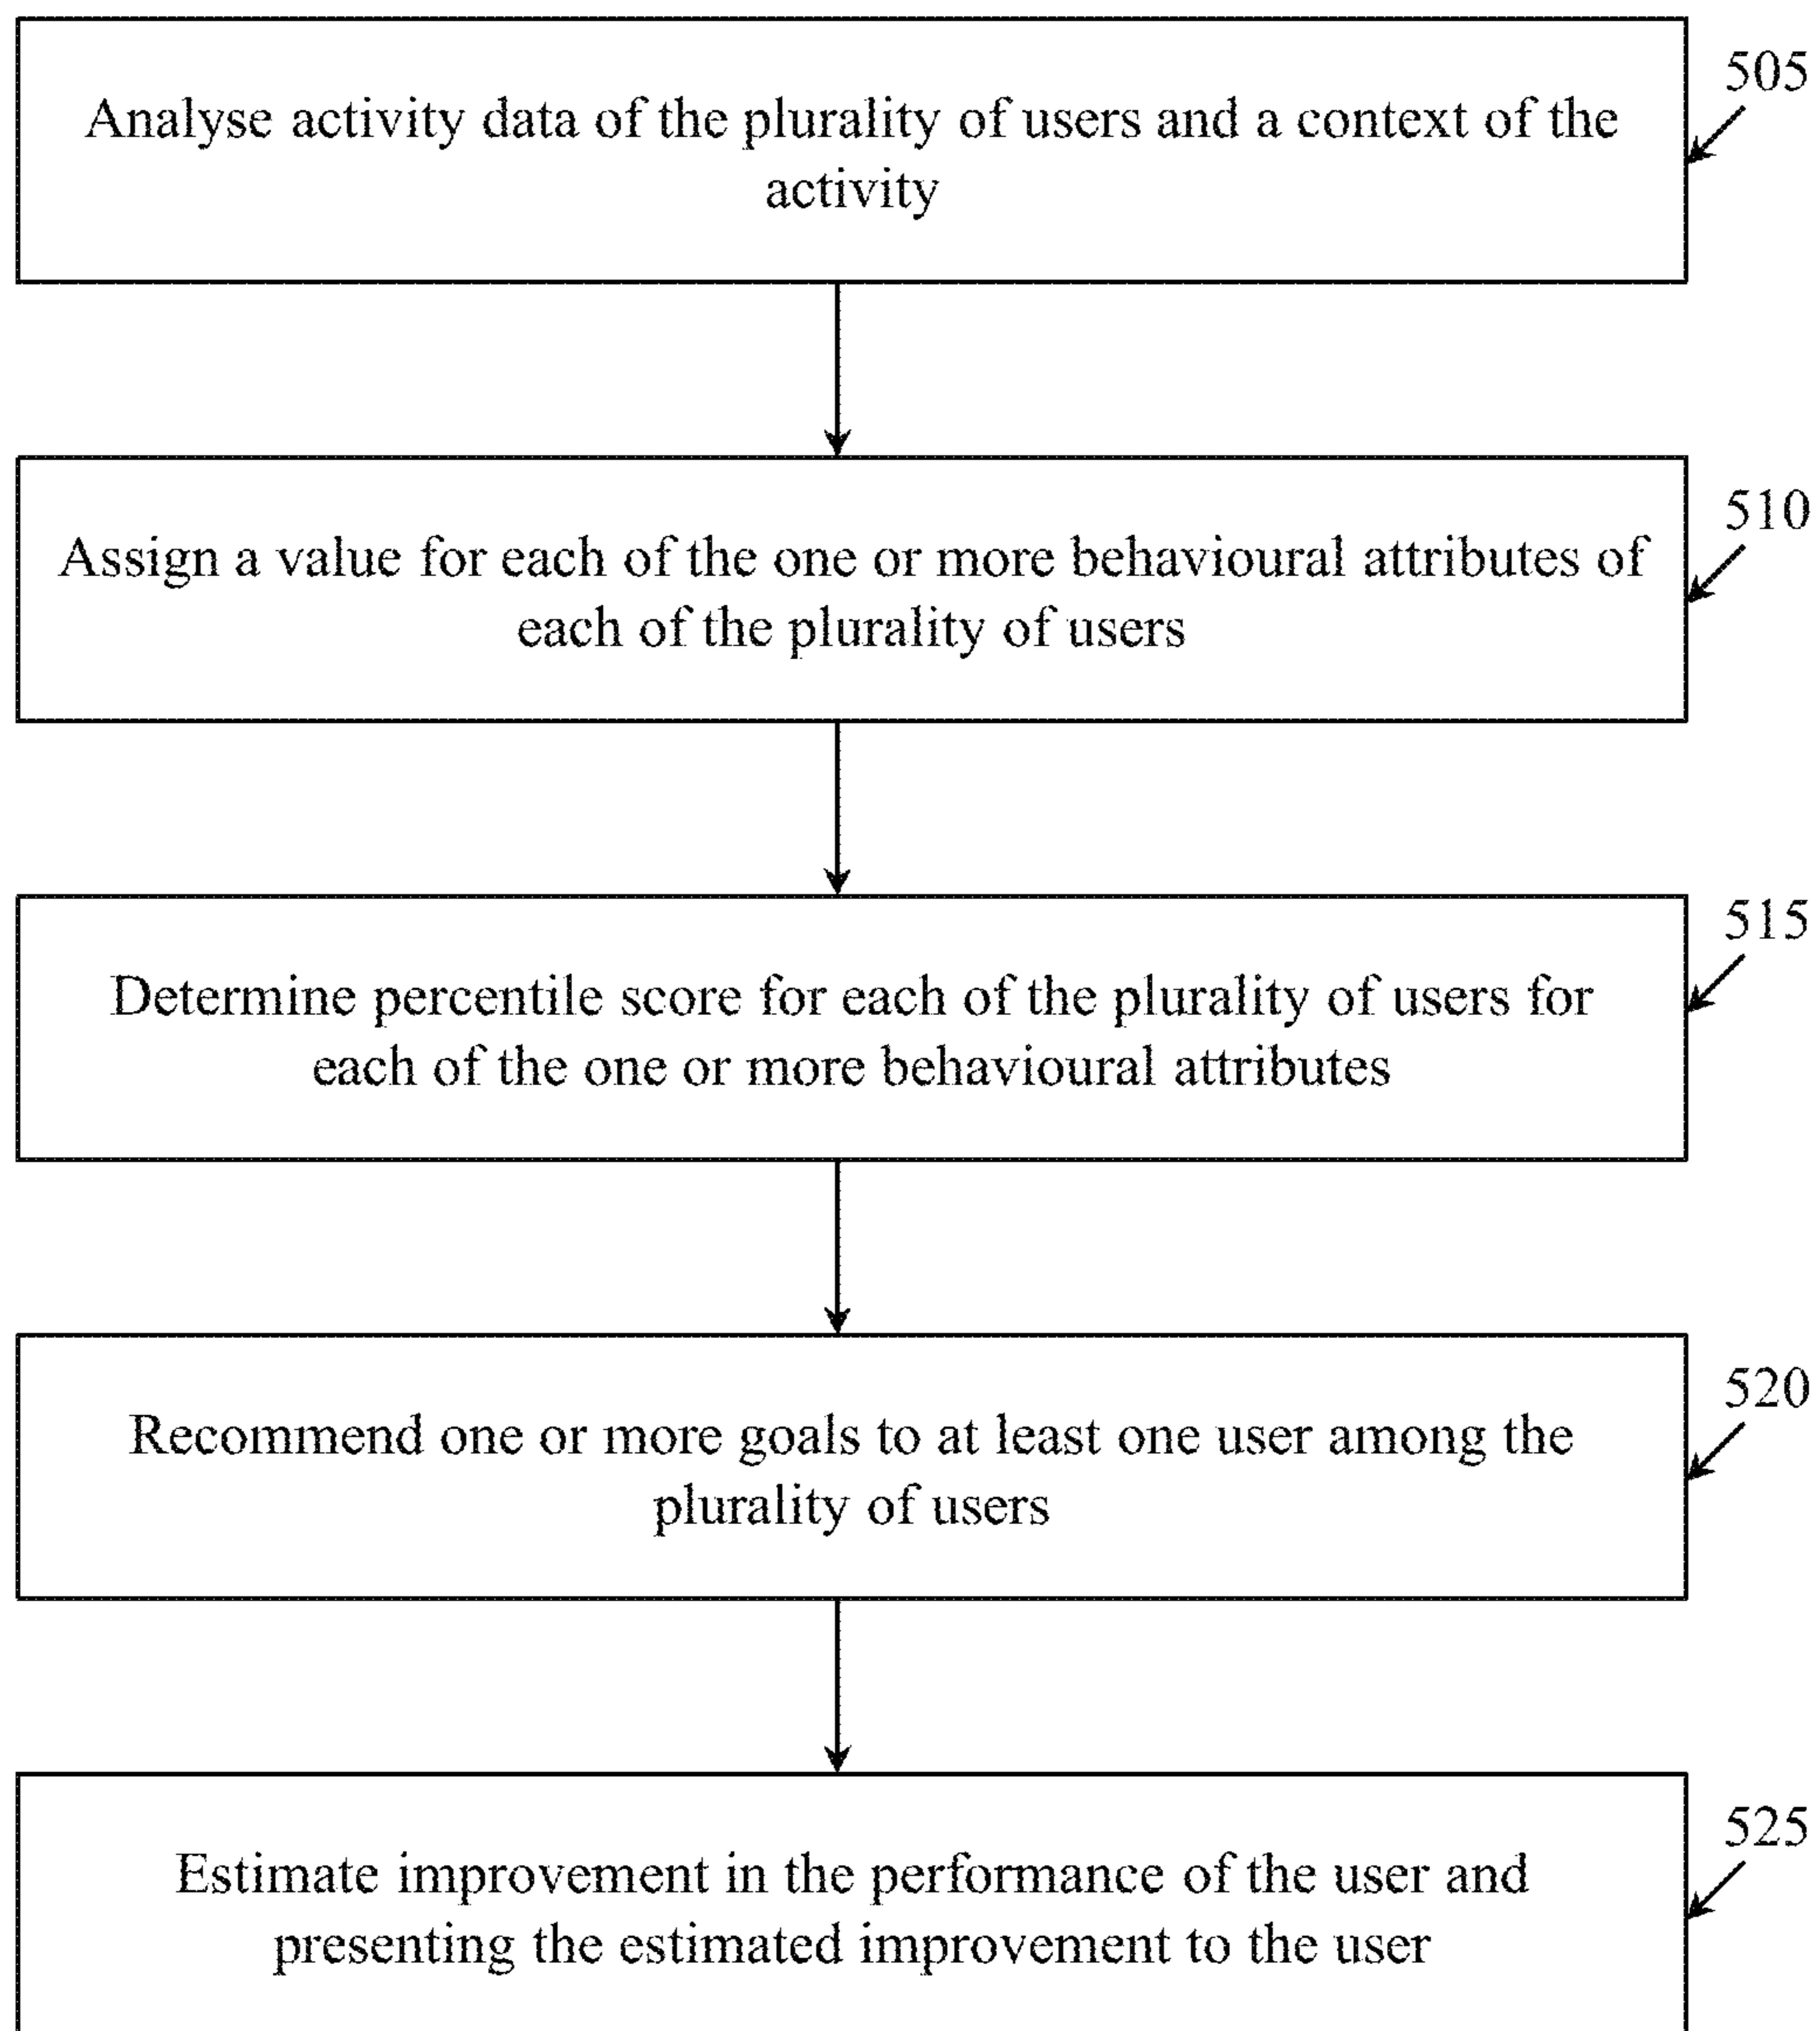 505
Analyse activity data of the plurality of users and a context of the
activity
510
Assign a value for each of the one or more behavioural attributes of
each of the plurality of users
515
Determine percentile score for each of the plurality of users for
each of the one or more behavioural attributes
520
Recommend one or more goals to at least one user among the
plurality of users
525
Estimate improvement in the performance of the user and
presenting the estimated improvement to the user